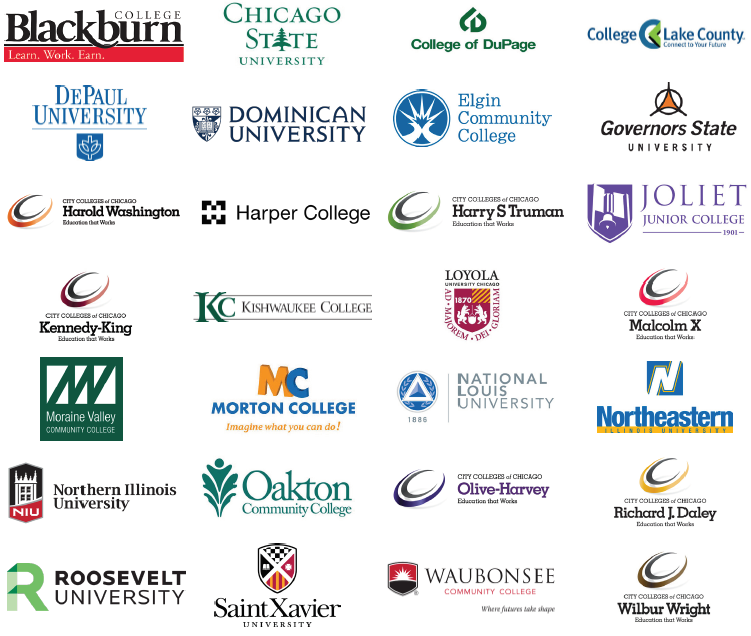 Blackburn
COLLEGE
Learn. Work. Earn.
CHICAGO
STATE
UNIVERSITY
College of DuPage
College Lake County
Connect to Your Future
DEPAUL
UNIVERSITY
DOMINICAN
UNIVERSITY
Elgin
Community
College
Governors State
UNIVERSITY
CITY COLLEGES of CHICAGO
Harold Washington
Education that Works
Harper College
CITY COLLEGES of CHICAGO
Harry S Truman
Education that Works
JOLIET
JUNIOR COLLEGE
1901
CITY COLLEGES of CHICAGO
Kennedy-King
Education that Works
KC KISHWAUKEE COLLEGE
LOYOLA
UNIVERSITY CHICAGO
1870
AD • MAJOREM • DEI • GLORIAM
CITY COLLEGES of CHICAGO
Malcolm X
Education that Works
Moraine Valley
COMMUNITY COLLEGE
MC
MORTON COLLEGE
Imagine what you can do!
1886
NATIONAL
LOUIS
UNIVERSITY
N
Northeastern
ILLINOIS UNIVERSITY
NIU
Northern Illinois
University
Oakton
Community College
CITY COLLEGES of CHICAGO
Olive-Harvey
Education that Works
CITY COLLEGES of CHICAGO
Richard J. Daley
Education that Works
R
ROOSEVELT
UNIVERSITY
Saint Xavier
UNIVERSITY
WAUBONSEE
COMMUNITY COLLEGE
Where futures take shape
CITY COLLEGES of CHICAGO
Wilbur Wright
Education that Works